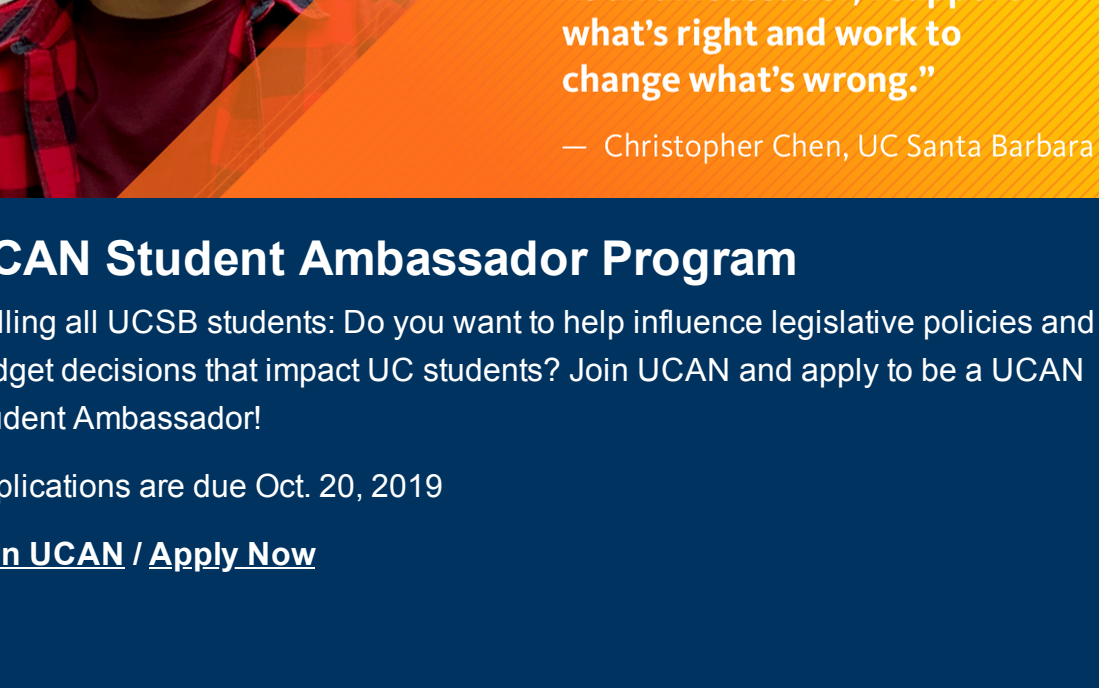 what's right and work to
change what's wrong.”
— Christopher Chen, UC Santa Barbara
CAN Student Ambassador Program
lling all UCSB students: Do you want to help influence legislative policies and
dget decisions that impact UC students? Join UCAN and apply to be a UCAN
dent Ambassador!
plications are due Oct. 20, 2019
n UCAN / Apply Now